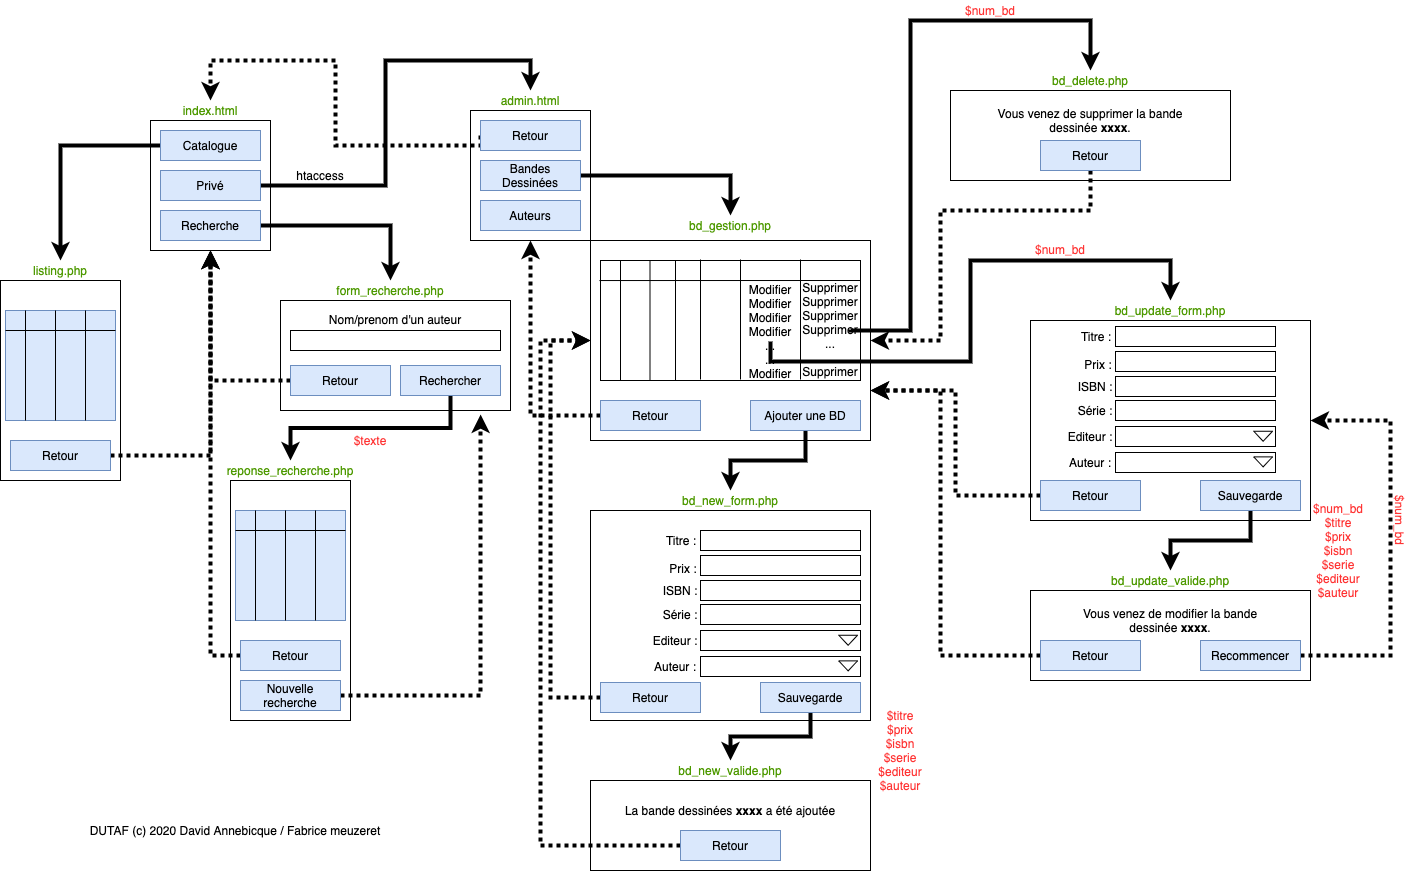 $num_bd
bd_delete.php
Vous venez de supprimer la bande
dessinée xxxx.
Retour
index.html
Catalogue
Privé
Recherche
htaccess
admin.html
Retour
Bandes
Dessinées
Auteurs
listing.php
Retour
form_recherche.php
Nom/prenom d'un auteur
Retour
Rechercher
$texte
reponse_recherche.php
Retour
Nouvelle
recherche
bd_gestion.php
Modifier
Supprimer
Modifier
Supprimer
Modifier
Supprimer
Modifier
Supprimer
...
...
Modifier
Supprimer
Retour
Ajouter une BD
$num_bd
bd_update_form.php
Titre :
Prix :
ISBN :
Série :
Editeur :
Auteur :
Retour
Sauvegarde
$num_bd
$titre
$prix
$isbn
$serie
$editeur
$auteur
$num_bd
bd_update_valide.php
Vous venez de modifier la bande
dessinée xxxx.
Retour
Recommencer
bd_new_form.php
Titre :
Prix :
ISBN :
Série :
Editeur :
Auteur :
Retour
Sauvegarde
$titre
$prix
$isbn
$serie
$editeur
$auteur
bd_new_valide.php
La bande dessinées xxxx a été ajoutée
Retour
DUTAF (c) 2020 David Annebicque / Fabrice meuzeret